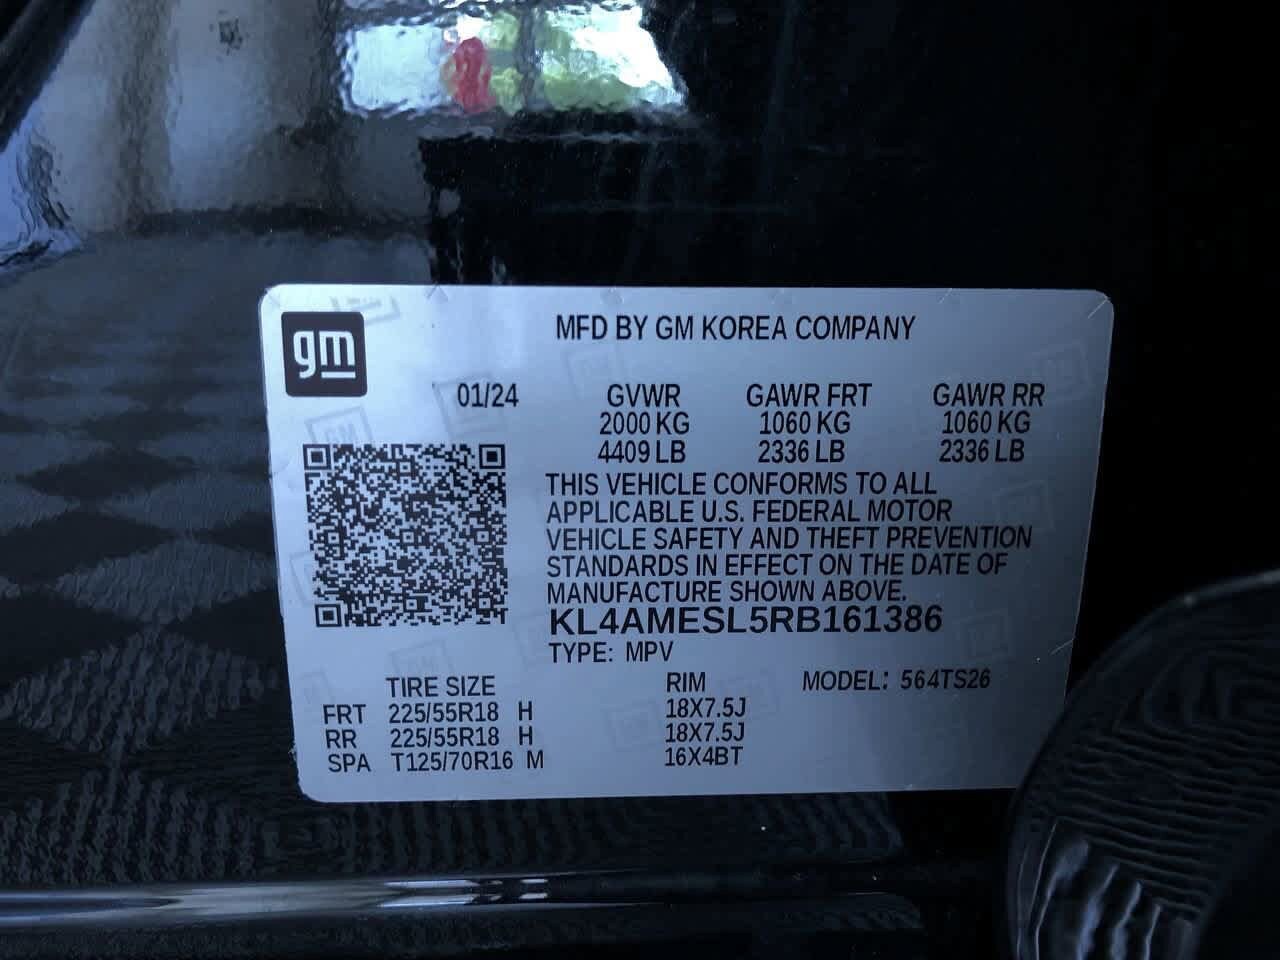 gm
MFD BY GM KOREA COMPANY
01/24 GVWR GAWR FRT GAWR RR
2000 KG 1060 KG 1060 KG
4409 LB 2336 LB 2336 LB
THIS VEHICLE CONFORMS TO ALL
APPLICABLE U.S. FEDERAL MOTOR
VEHICLE SAFETY AND THEFT PREVENTION
STANDARDS IN EFFECT ON THE DATE OF
MANUFACTURE SHOWN ABOVE.
KL4AMESL5RB161386
TYPE: MPV
TIRE SIZE RIM MODEL: 564TS26
FRT 225/55R18 H 18X7.5J
RR 225/55R18 H 18X7.5J
SPA T125/70R16 M 16X4BT